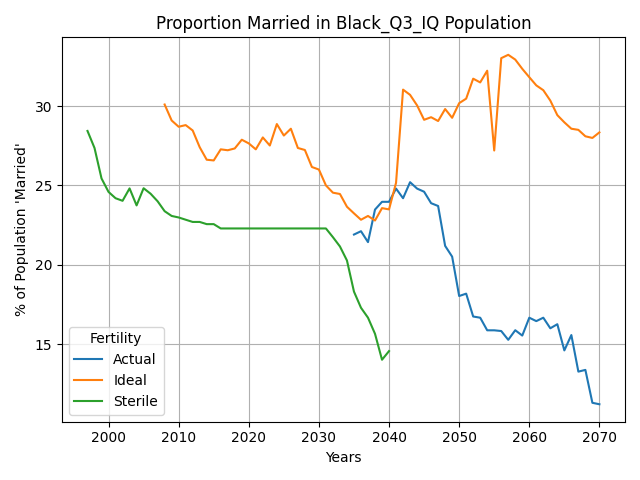 Proportion Married in Black_Q3_IQ Population
% of Population 'Married'
30
25
20
15
Fertility
Actual
Ideal
Sterile
2000 2010 2020 2030 2040 2050 2060 2070
Years